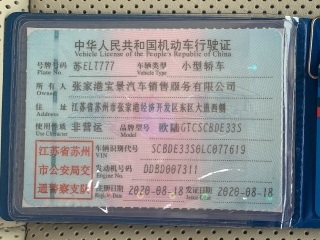 中华人民共和国机动车行驶证
Vehicle License of the People's Republic of China
号牌号码 苏ELT777 车辆类型 小型轿车
Plate No. Vehicle Type
所有人 张家港宝景汽车销售服务有限公司
Owner
住址 江苏省苏州市张家港经济开发区东区大旗西侧
Address
使用性质 非营运 品牌型号 欧陆GTCSCBDE33S
Use Character Model
江苏省苏州 车辆识别代号 SCBDE33S0LC077619
VIN
市公安局交 发动机号码 DDBD007311
Engine No.
通警察支队 注册日期 2020-08-18 发证日期 2020-08-18
Register Date Issue Date